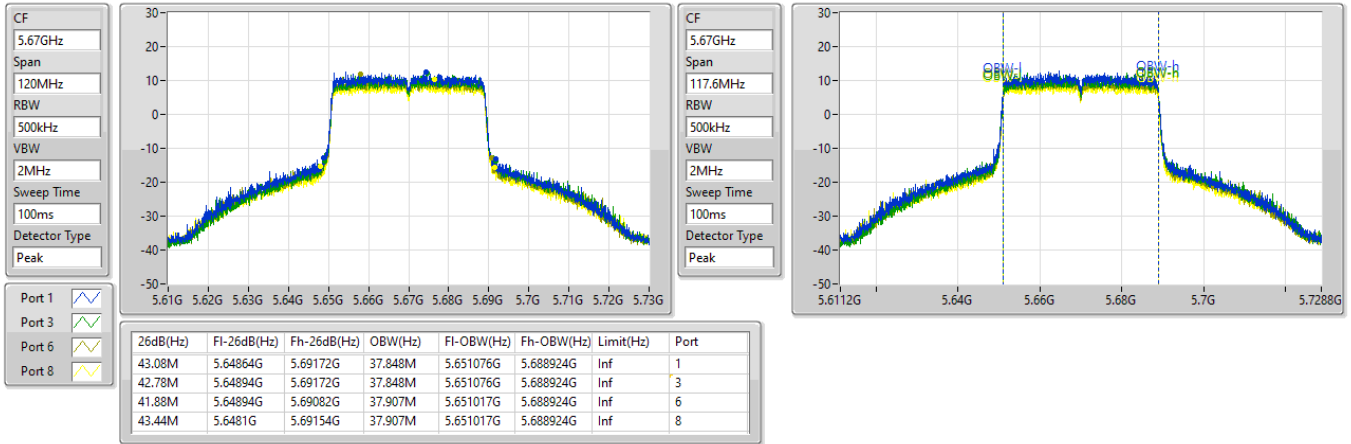 CF
5.67GHz
Span
120MHz
RBW
500kHz
VBW
2MHz
Sweep Time
100ms
Detector Type
Peak
30
20
10
0
-10
-20
-30
-40
-50
5.61G 5.62G 5.63G 5.64G 5.65G 5.66G 5.67G 5.68G 5.69G 5.7G 5.71G 5.72G 5.73G
CF
5.67GHz
Span
117.6MHz
RBW
500kHz
VBW
2MHz
Sweep Time
100ms
Detector Type
Peak
30
20
10
0
-10
-20
-30
-40
-50
OBW-l OBW-h
5.6112G 5.64G 5.66G 5.68G 5.7G 5.7288G
Port 1
Port 3
Port 6
Port 8
26dB(Hz) Fl-26dB(Hz) Fh-26dB(Hz) OBW(Hz) Fl-OBW(Hz) Fh-OBW(Hz) Limit(Hz) Port
43.08M 5.64864G 5.69172G 37.848M 5.651076G 5.688924G Inf 1
42.78M 5.64894G 5.69172G 37.848M 5.651076G 5.688924G Inf 3
41.88M 5.64894G 5.69082G 37.907M 5.651017G 5.688924G Inf 6
43.44M 5.6481G 5.69154G 37.907M 5.651017G 5.688924G Inf 8